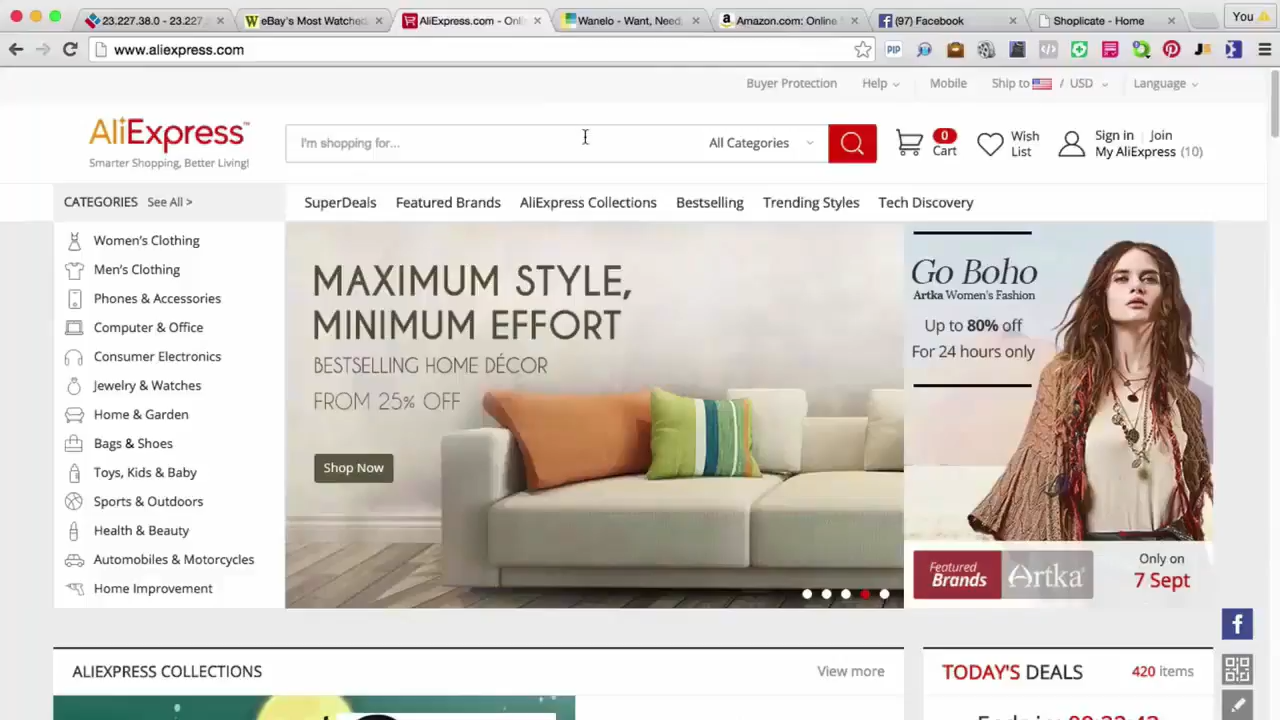 23.227.38.0 - 23.227.
eBay's Most Watched
AliExpress.com - Onli
Wanelo - Want, Need,
Amazon.com: Online
(97) Facebook
Shoplicate - Home
You
www.aliexpress.com
PIP
Buyer Protection
Help
Mobile
Ship to / USD
Language
AliExpress™
Smarter Shopping, Better Living!
I'm shopping for...
All Categories
0
Cart
Wish
List
Sign in | Join
My AliExpress (10)
CATEGORIES See All >
SuperDeals
Featured Brands
AliExpress Collections
Bestselling
Trending Styles
Tech Discovery
Women's Clothing
Men's Clothing
Phones & Accessories
Computer & Office
Consumer Electronics
Jewelry & Watches
Home & Garden
Bags & Shoes
Toys, Kids & Baby
Sports & Outdoors
Health & Beauty
Automobiles & Motorcycles
Home Improvement
MAXIMUM STYLE,
MINIMUM EFFORT
BESTSELLING HOME DÉCOR
FROM 25% OFF
Shop Now
Go Boho
Artka Women's Fashion
Up to 80% off
For 24 hours only
Featured
Brands
Artka
Only on
7 Sept
ALIEXPRESS COLLECTIONS
View more
TODAY'S DEALS
420 items